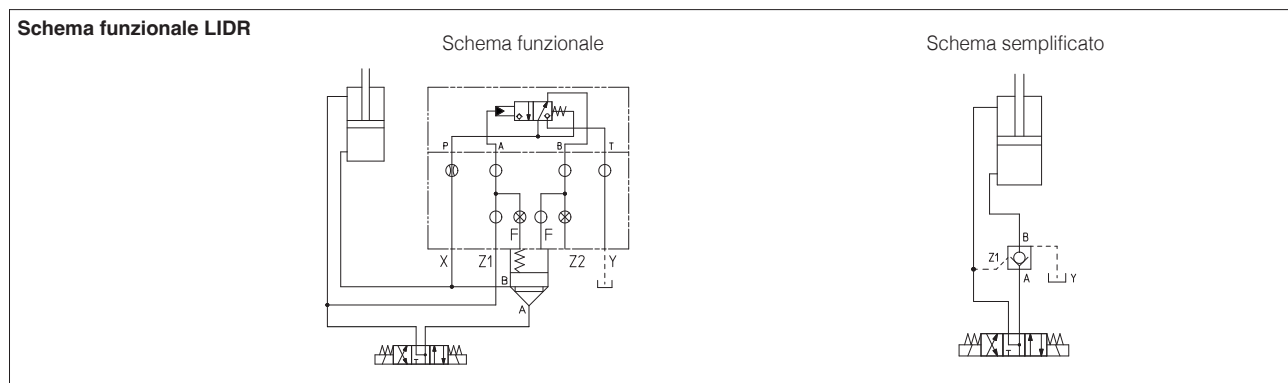 Schema funzionale LIDR
Schema funzionale
Schema semplificato
P A B T
F F
X Z1 Z2 Y
B
A
T
B
Z1
A Y
T